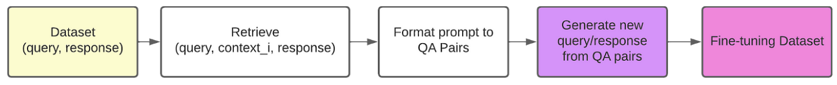 Dataset
(query, response)
Retrieve
(query, context_i, response)
Format prompt to
QA Pairs
Generate new
query/response
from QA pairs
Fine-tuning Dataset